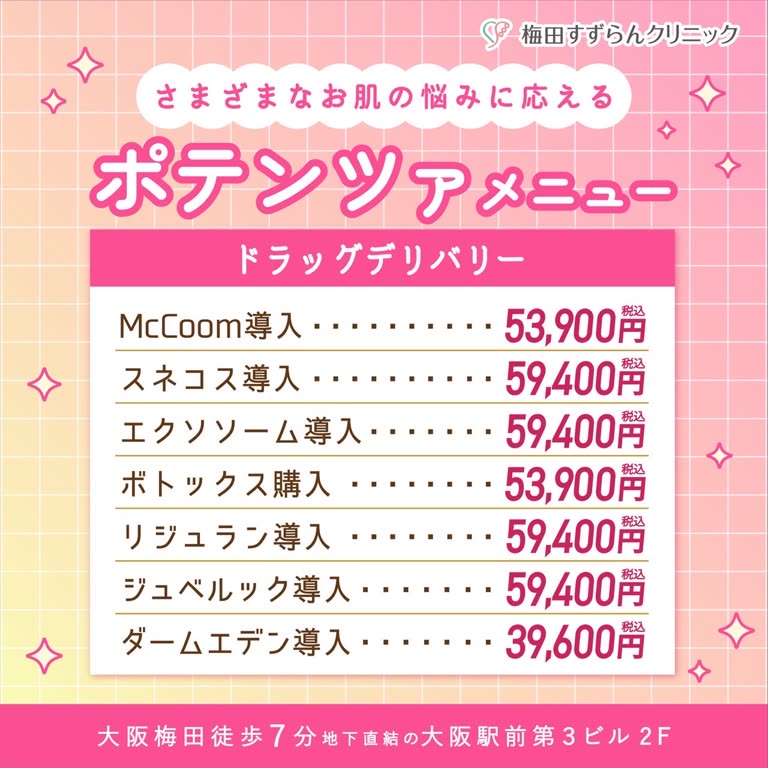 梅田すずらんクリニック
さまざまなお肌の悩みに応える
ポテンツァメニュー
ドラッグデリバリー
McCoom導入・・・・・・・・・・53,900円税込
スネコス導入・・・・・・・・・・59,400円税込
エクソソーム導入・・・・・・・59,400円税込
ボトックス購入・・・・・・・・53,900円税込
リジュラン導入・・・・・・・・59,400円税込
ジュベルック導入・・・・・・・59,400円税込
ダームエデン導入・・・・・・・39,600円税込
大阪梅田徒歩7分地下直結の大阪駅前第3ビル2F